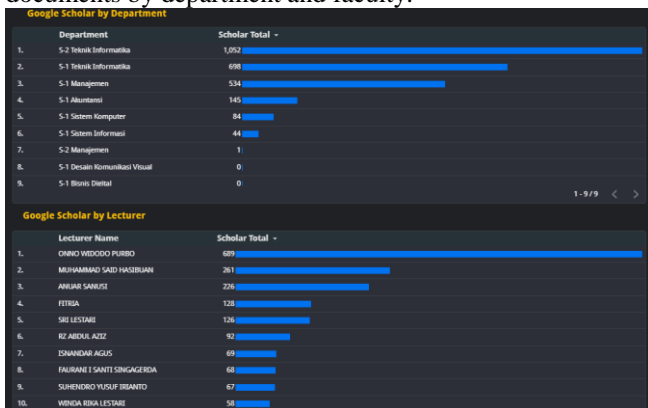 documents by department and faculty.
Google Scholar by Department
Department Scholar Total
1. S-2 Teknik Informatika 1,052
2. S-1 Teknik Informatika 698
3. S-1 Manajemen 534
4. S-1 Akuntansi 145
5. S-1 Sistem Komputer 84
6. S-1 Sistem Informasi 44
7. S-2 Manajemen 1
8. S-1 Desain Komunikasi Visual 0
9. S-1 Bisnis Digital 0
1 - 9 / 9
Google Scholar by Lecturer
Lecturer Name Scholar Total
1. ONNO WIDODO PURBO 689
2. MUHAMMAD SAID HASIBUAN 261
3. ANUAR SANUSI 226
4. FITRIA 128
5. SRI LESTARI 126
6. RZ ABDUL AZIZ 92
7. ISNANDAR AGUS 69
8. FAURANI I SANTI SINGAGERDA 68
9. SUHENDRO YUSUF IRIANTO 67
10. WINDA RIKA LESTARI 58